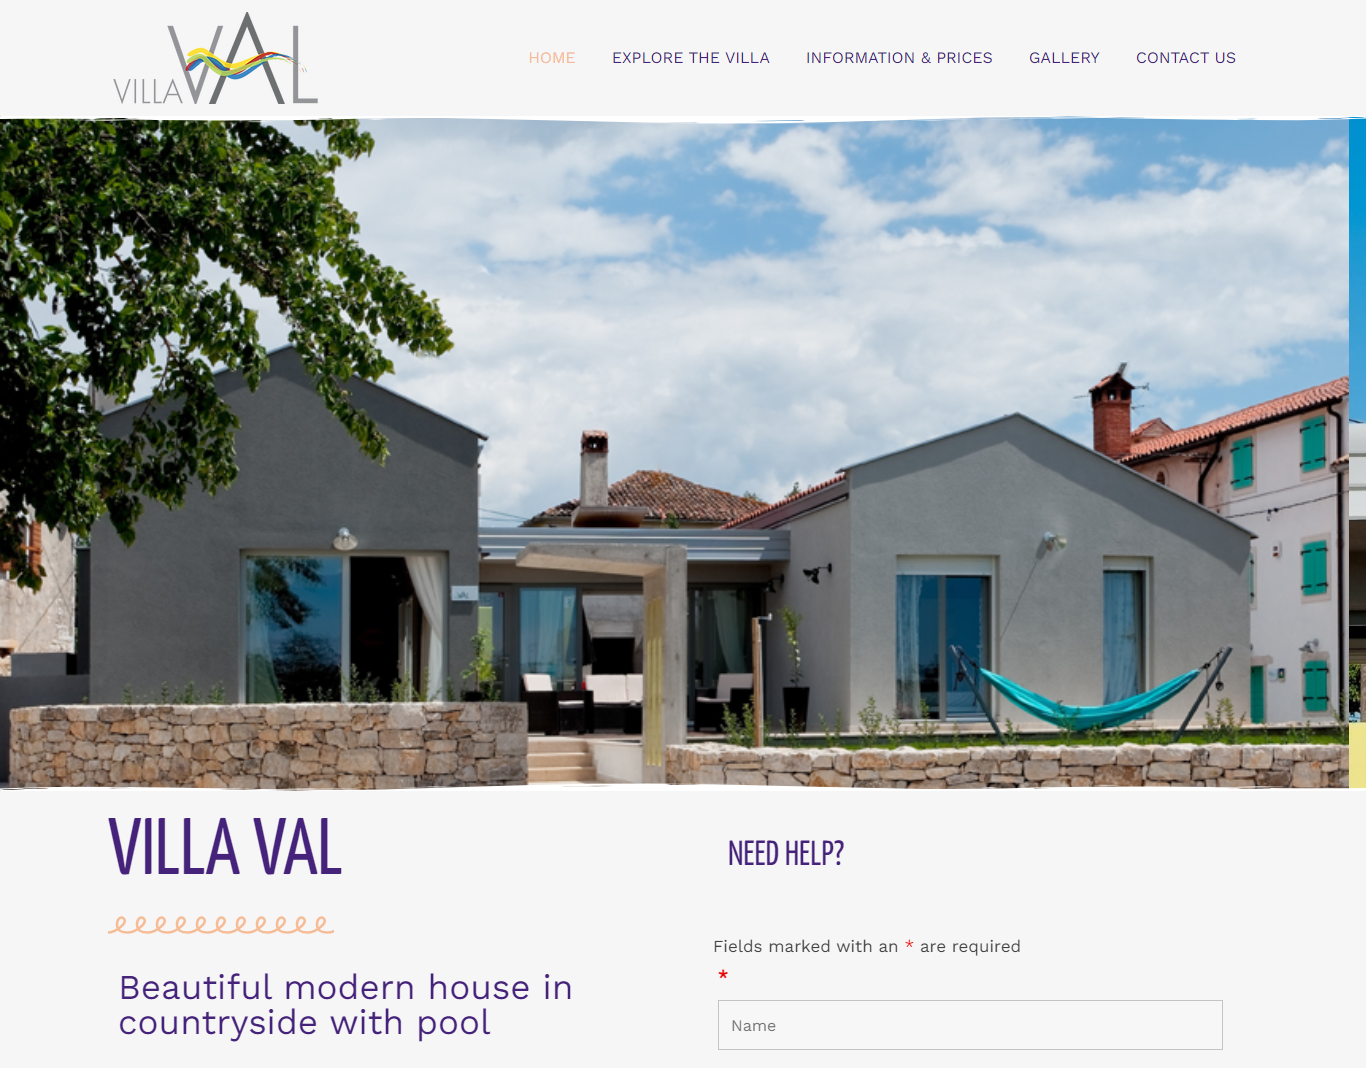 VILLA VAL
HOME
EXPLORE THE VILLA
INFORMATION & PRICES
GALLERY
CONTACT US
VAL
VILLA VAL
NEED HELP?
Fields marked with an * are required
*
Beautiful modern house in
countryside with pool
Name